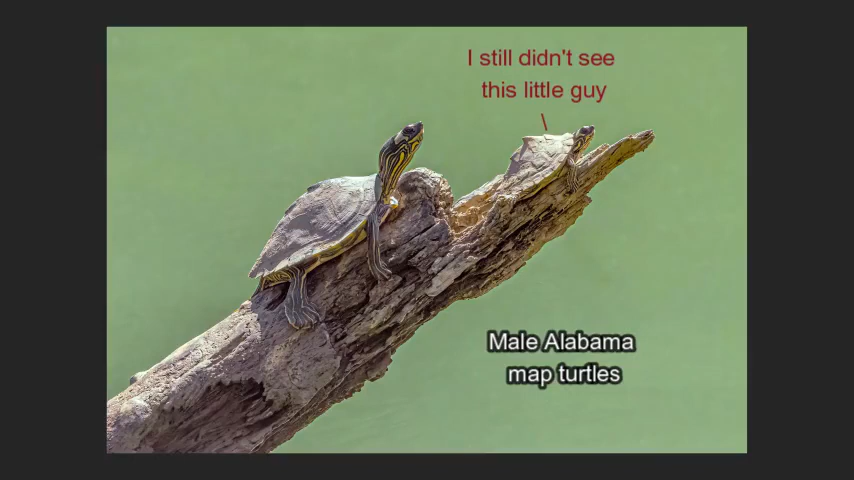 I still didn't see
this little guy
Male Alabama
map turtles